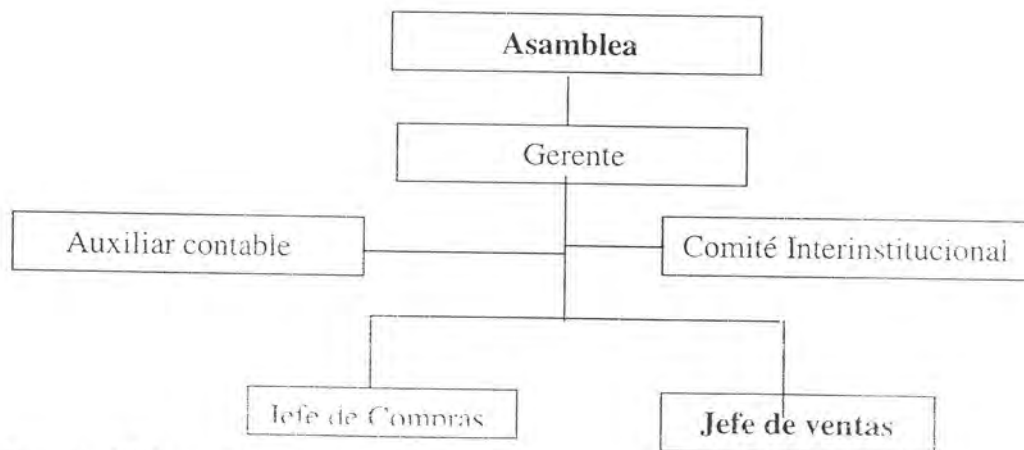 Asamblea
Gerente
Auxiliar contable
Comité Interinstitucional
Jefe de Compras
Jefe de ventas